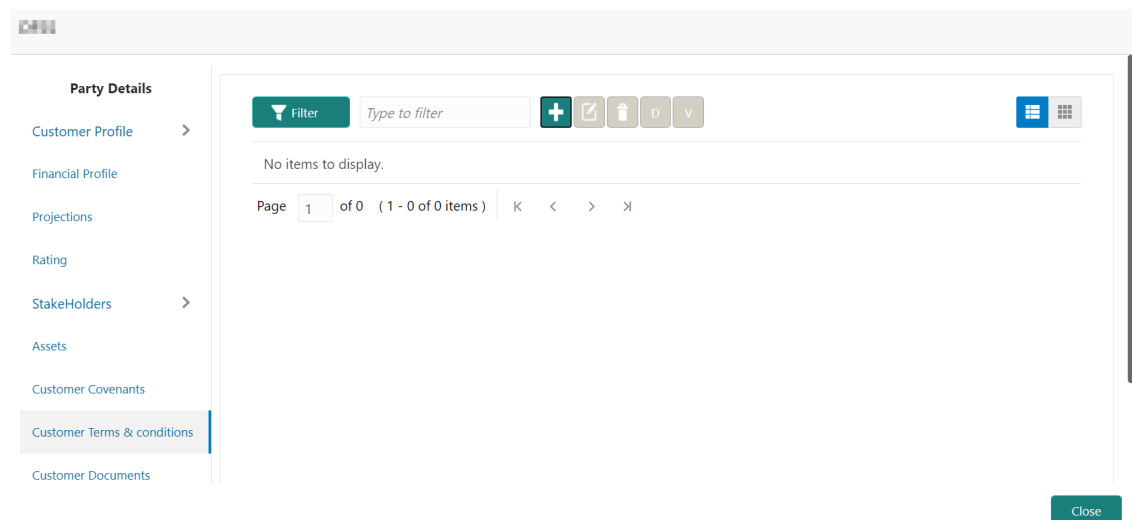 Party Details
Customer Profile
Financial Profile
Projections
Rating
StakeHolders
Assets
Customer Covenants
Customer Terms & conditions
Customer Documents
Filter Type to filter D V
No items to display.
Page 1 of 0 ( 1 - 0 of 0 items )
Close